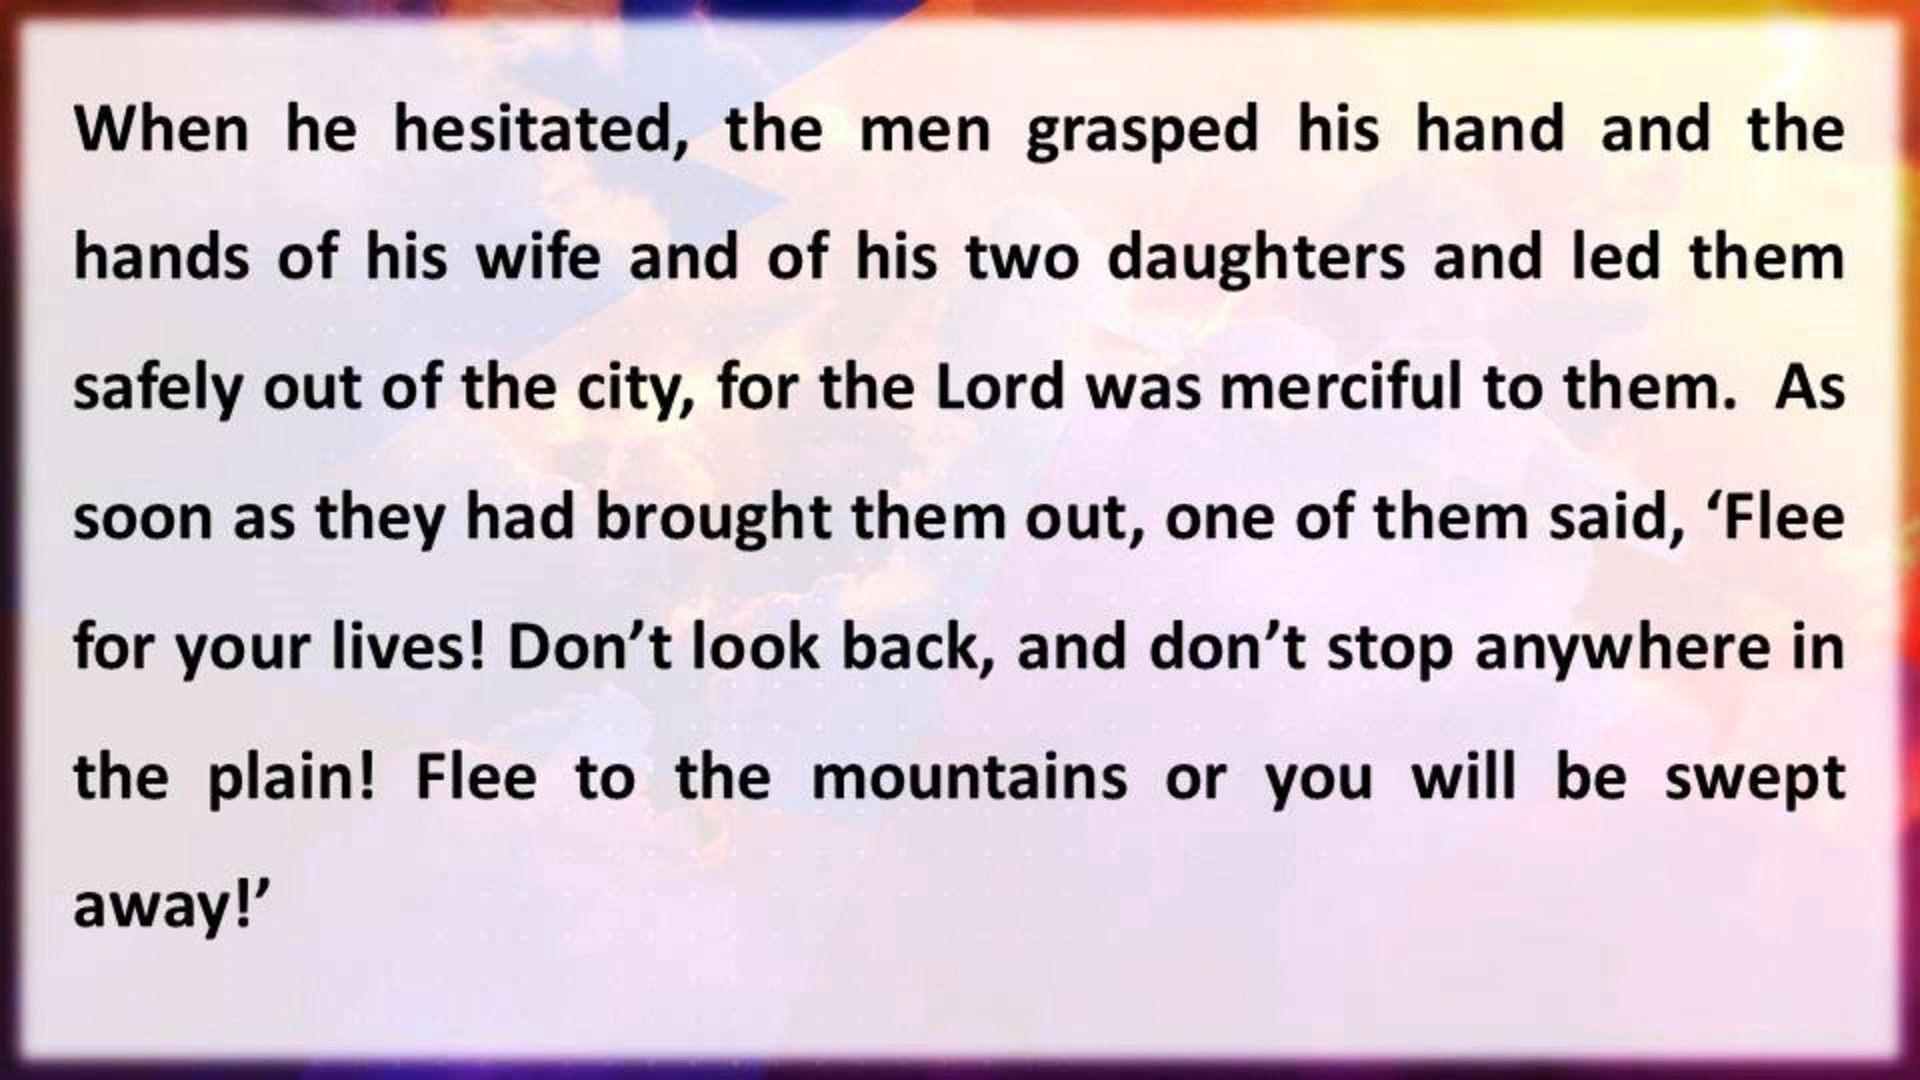 When he hesitated, the men grasped his hand and the
hands of his wife and of his two daughters and led them
safely out of the city, for the Lord was merciful to them.  As
soon as they had brought them out, one of them said, ‘Flee
for your lives! Don’t look back, and don’t stop anywhere in
the plain! Flee to the mountains or you will be swept
away!’